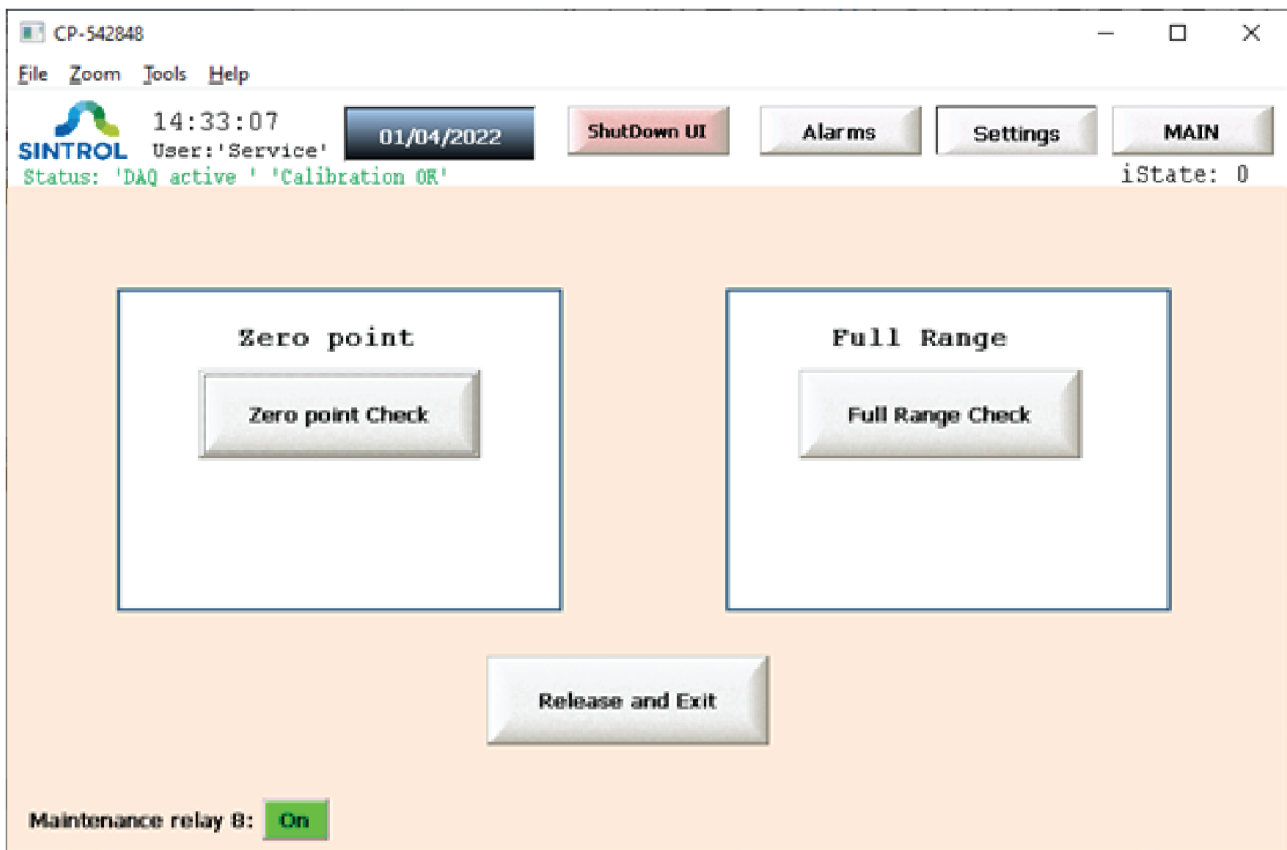 CP-542848
File Zoom Tools Help
SINTROL
14:33:07
User:'Service'
01/04/2022
ShutDown UI
Alarms
Settings
MAIN
Status: 'DAQ active ' 'Calibration OK'
iState: 0
Zero point
Zero point Check
Full Range
Full Range Check
Release and Exit
Maintenance relay 8: On